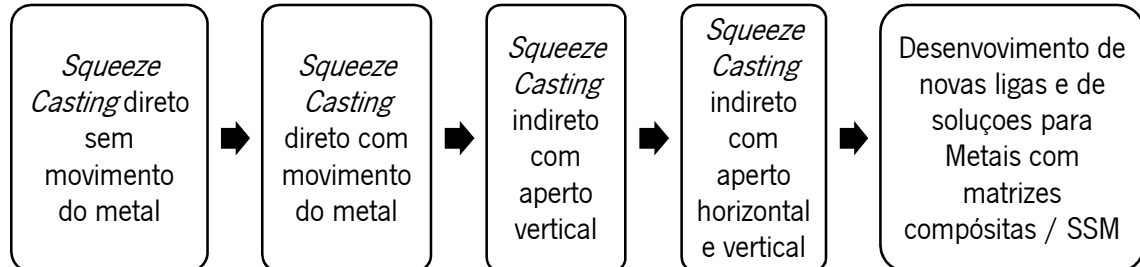 Squeeze
Casting direto
sem
movimento
do metal
Squeeze
Casting
direto com
movimento
do metal
Squeeze
Casting
indireto
com
aperto
vertical
Squeeze
Casting
indireto
com
aperto
horizontal
e vertical
Desenvovimento de
novas ligas e de
soluçoes para
Metais com
matrizes
compósitas / SSM